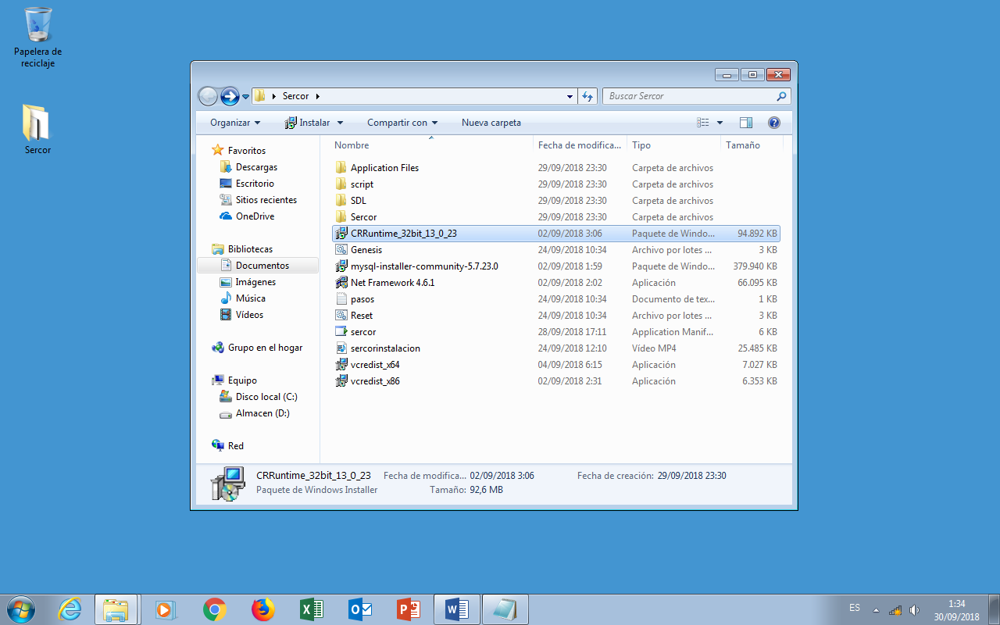 Papelera de
reciclaje
Sercor
Sercor
Buscar Sercor
Organizar Instalar Compartir con Nueva carpeta
Nombre Fecha de modifica... Tipo Tamaño
Favoritos
Descargas
Escritorio
Sitios recientes
OneDrive
Bibliotecas
Documentos
Imágenes
Música
Vídeos
Grupo en el hogar
Equipo
Disco local (C:)
Almacen (D:)
Red
Application Files 29/09/2018 23:30 Carpeta de archivos
script 29/09/2018 23:30 Carpeta de archivos
SDL 29/09/2018 23:30 Carpeta de archivos
Sercor 29/09/2018 23:30 Carpeta de archivos
CRRuntime_32bit_13_0_23 02/09/2018 3:06 Paquete de Windo... 94.892 KB
Genesis 24/09/2018 10:34 Archivo por lotes ... 3 KB
mysql-installer-community-5.7.23.0 02/09/2018 1:59 Paquete de Windo... 379.940 KB
Net Framework 4.6.1 02/09/2018 2:02 Aplicación 66.095 KB
pasos 24/09/2018 10:34 Documento de tex... 1 KB
Reset 24/09/2018 10:34 Archivo por lotes ... 3 KB
sercor 28/09/2018 17:11 Application Manif... 6 KB
sercorinstalacion 24/09/2018 12:10 Vídeo MP4 25.485 KB
vcredist_x64 04/09/2018 6:15 Aplicación 7.027 KB
vcredist_x86 02/09/2018 2:31 Aplicación 6.353 KB
CRRuntime_32bit_13_0_23 Fecha de modifica... 02/09/2018 3:06 Fecha de creación: 29/09/2018 23:30
Paquete de Windows Installer Tamaño: 92,6 MB
ES
1:34
30/09/2018